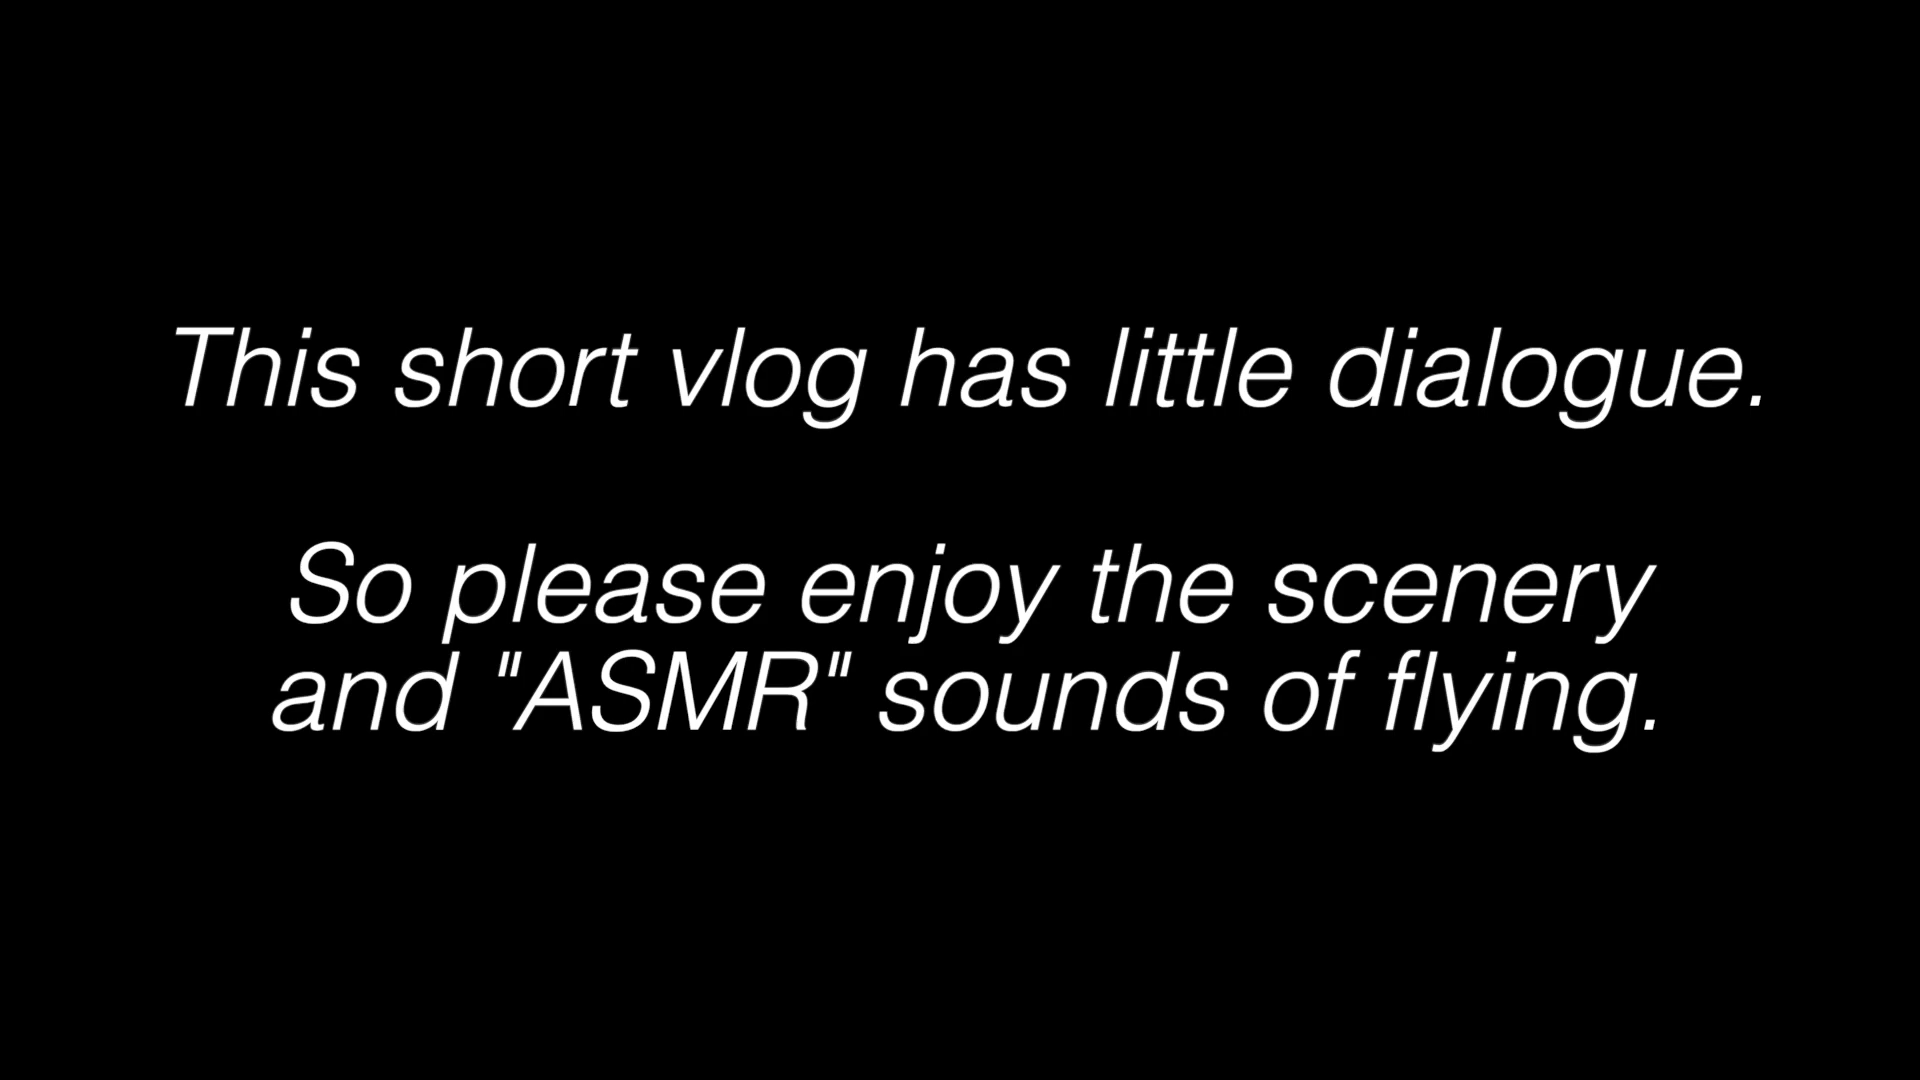 This short vlog has little dialogue.
So please enjoy the scenery
and "ASMR" sounds of flying.